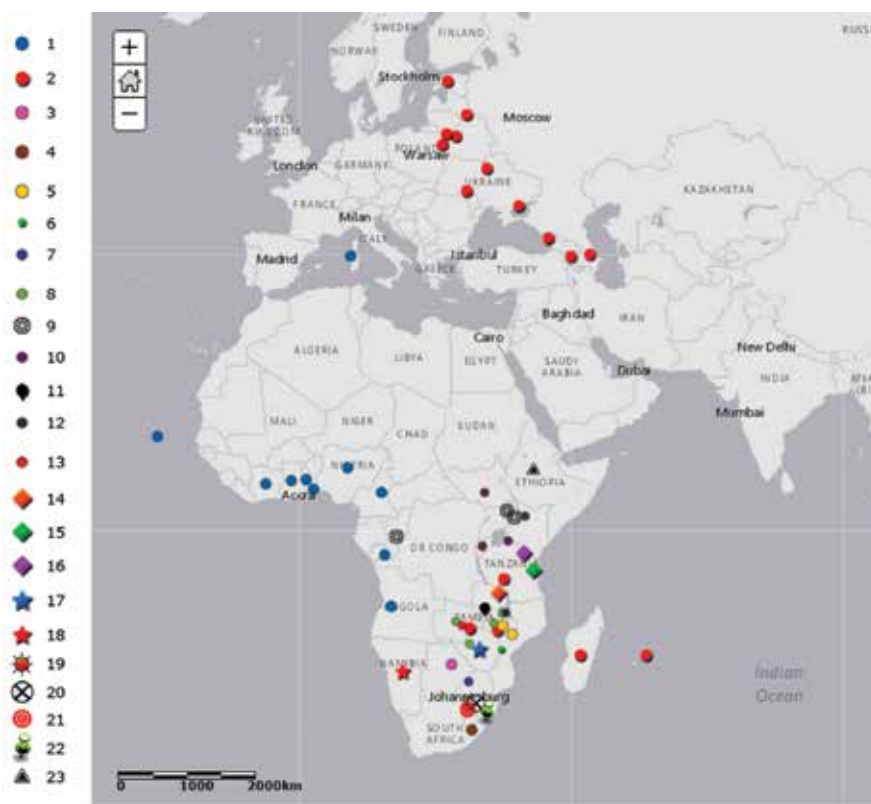 1
2
3
4
5
6
7
8
9
10
11
12
13
14
15
16
17
18
19
20
21
22
23
+
−
SWEDEN
FINLAND
NORWAY
RUSS
Stockholm
Moscow
UNITED
KINGDOM
London
POLAND
Warsaw
GERMANY
UKRAINE
KAZAKHSTAN
FRANCE
Milan
ITALY
Madrid
Istanbul
GREECE
TURKEY
Baghdad
IRAN
Cairo
ALGERIA
LIBYA
EGYPT
SAUDI
ARABIA
Dubai
New Delhi
INDIA
Mumbai
MALI
NIGER
CHAD
SUDAN
NIGERIA
Accra
ETHIOPIA
DR CONGO
TANZAN
ANGOLA
ZAMB
NAMIBIA
Johannesburg
SOUTH
AFRICA
Indian
Ocean
0 1000 2000km